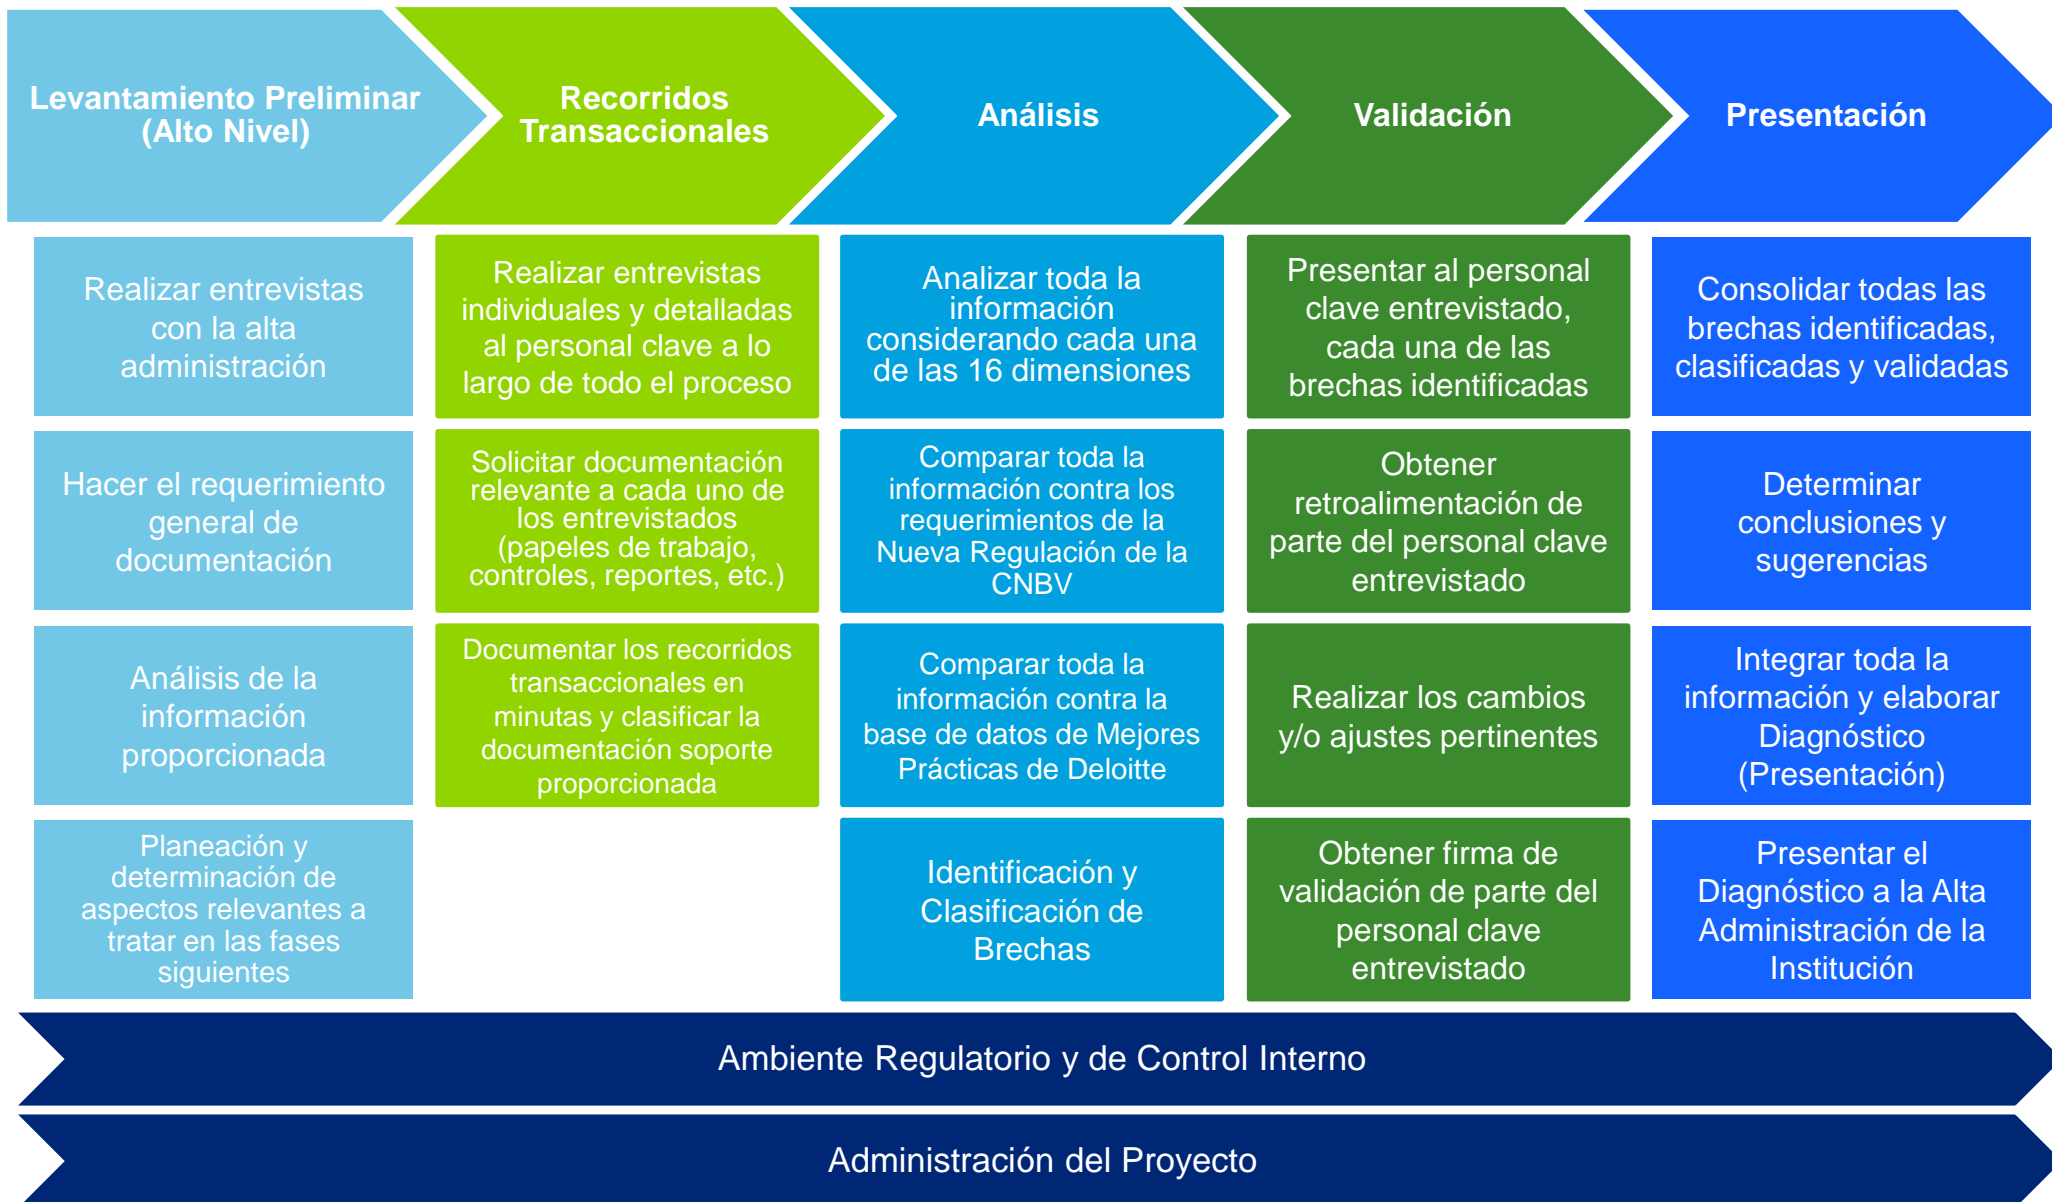 Levantamiento Preliminar
(Alto Nivel)
Recorridos
Transaccionales
Análisis
Validación
Presentación
Realizar entrevistas
con la alta
administración
Realizar entrevistas
individuales y detalladas
al personal clave a lo
largo de todo el proceso
Analizar toda la
información
considerando cada una
de las 16 dimensiones
Presentar al personal
clave entrevistado,
cada una de las
brechas identificadas
Consolidar todas las
brechas identificadas,
clasificadas y validadas
Hacer el requerimiento
general de
documentación
Solicitar documentación
relevante a cada uno de
los entrevistados
(papeles de trabajo,
controles, reportes, etc.)
Comparar toda la
información contra los
requerimientos de la
Nueva Regulación de la
CNBV
Obtener
retroalimentación de
parte del personal clave
entrevistado
Determinar
conclusiones y
sugerencias
Análisis de la
información
proporcionada
Documentar los recorridos
transaccionales en
minutas y clasificar la
documentación soporte
proporcionada
Comparar toda la
información contra la
base de datos de Mejores
Prácticas de Deloitte
Realizar los cambios
y/o ajustes pertinentes
Integrar toda la
información y elaborar
Diagnóstico
(Presentación)
Planeación y
determinación de
aspectos relevantes a
tratar en las fases
siguientes
Identificación y
Clasificación de
Brechas
Obtener firma de
validación de parte del
personal clave
entrevistado
Presentar el
Diagnóstico a la Alta
Administración de la
Institución
Ambiente Regulatorio y de Control Interno
Administración del Proyecto